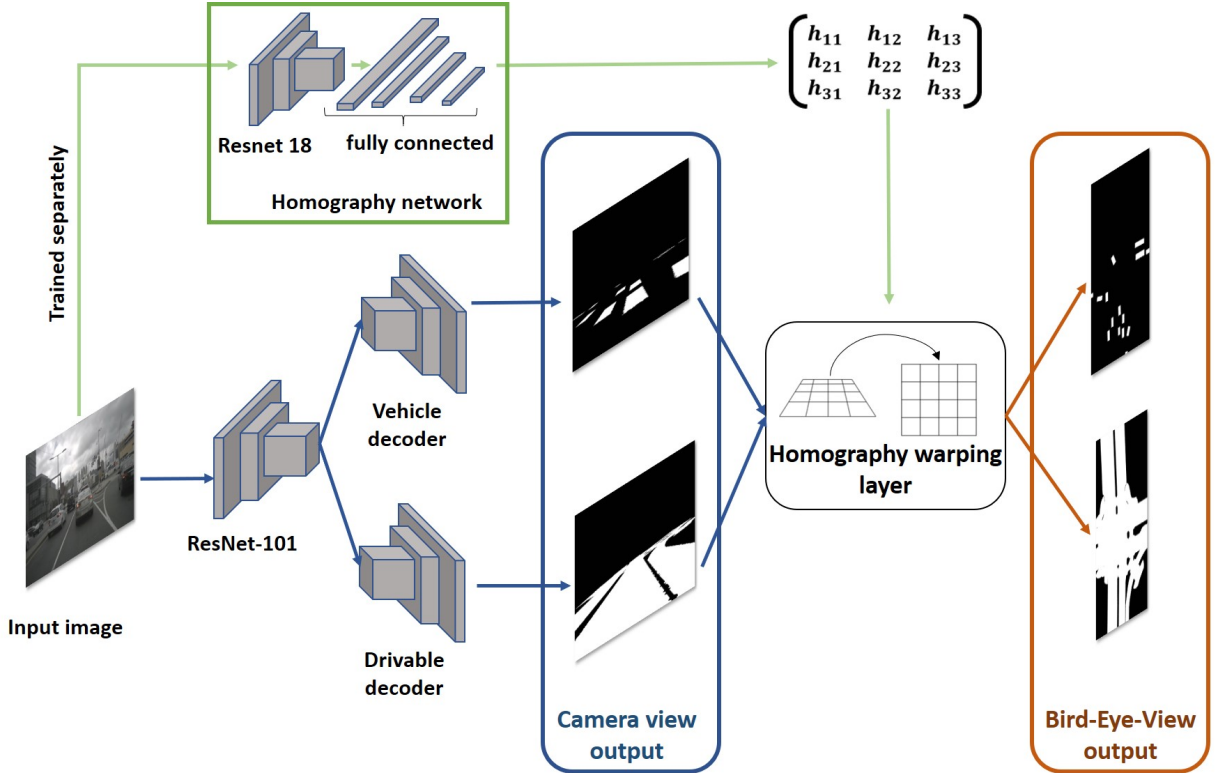 Trained separately
Resnet 18
fully connected
Homography network
h11 h12 h13
h21 h22 h23
h31 h32 h33
Input image
ResNet-101
Vehicle
decoder
Drivable
decoder
Camera view
output
Homography warping
layer
Bird-Eye-View
output